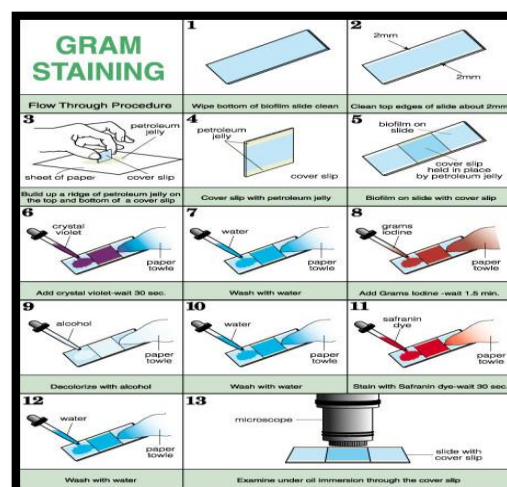 GRAM
STAINING
Flow Through Procedure
1
Wipe bottom of biofilm slide clean
2
2mm
2mm
Clean top edges of slide about 2mm
3
petroleum
jelly
sheet of paper
cover slip
Build up a ridge of petroleum jelly on
the top and bottom of a cover slip
4
petroleum
jelly
cover slip
Cover slip with petroleum jelly
5
biofilm on
slide
cover slip
held in place
by petroleum jelly
Biofilm on slide with cover slip
6
crystal
violet
paper
towle
Add crystal violet-wait 30 sec.
7
water
paper
towle
Wash with water
8
grams
iodine
paper
towle
Add Grams Iodine -wait 1.5 min.
9
alcohol
paper
towle
Decolorize with alcohol
10
water
paper
towle
Wash with water
11
safranin
dye
paper
towle
Stain with Safranin dye-wait 30 sec
12
water
paper
towle
Wash with water
13
microscope
slide with
cover slip
Examine under oil immersion through the cover slip